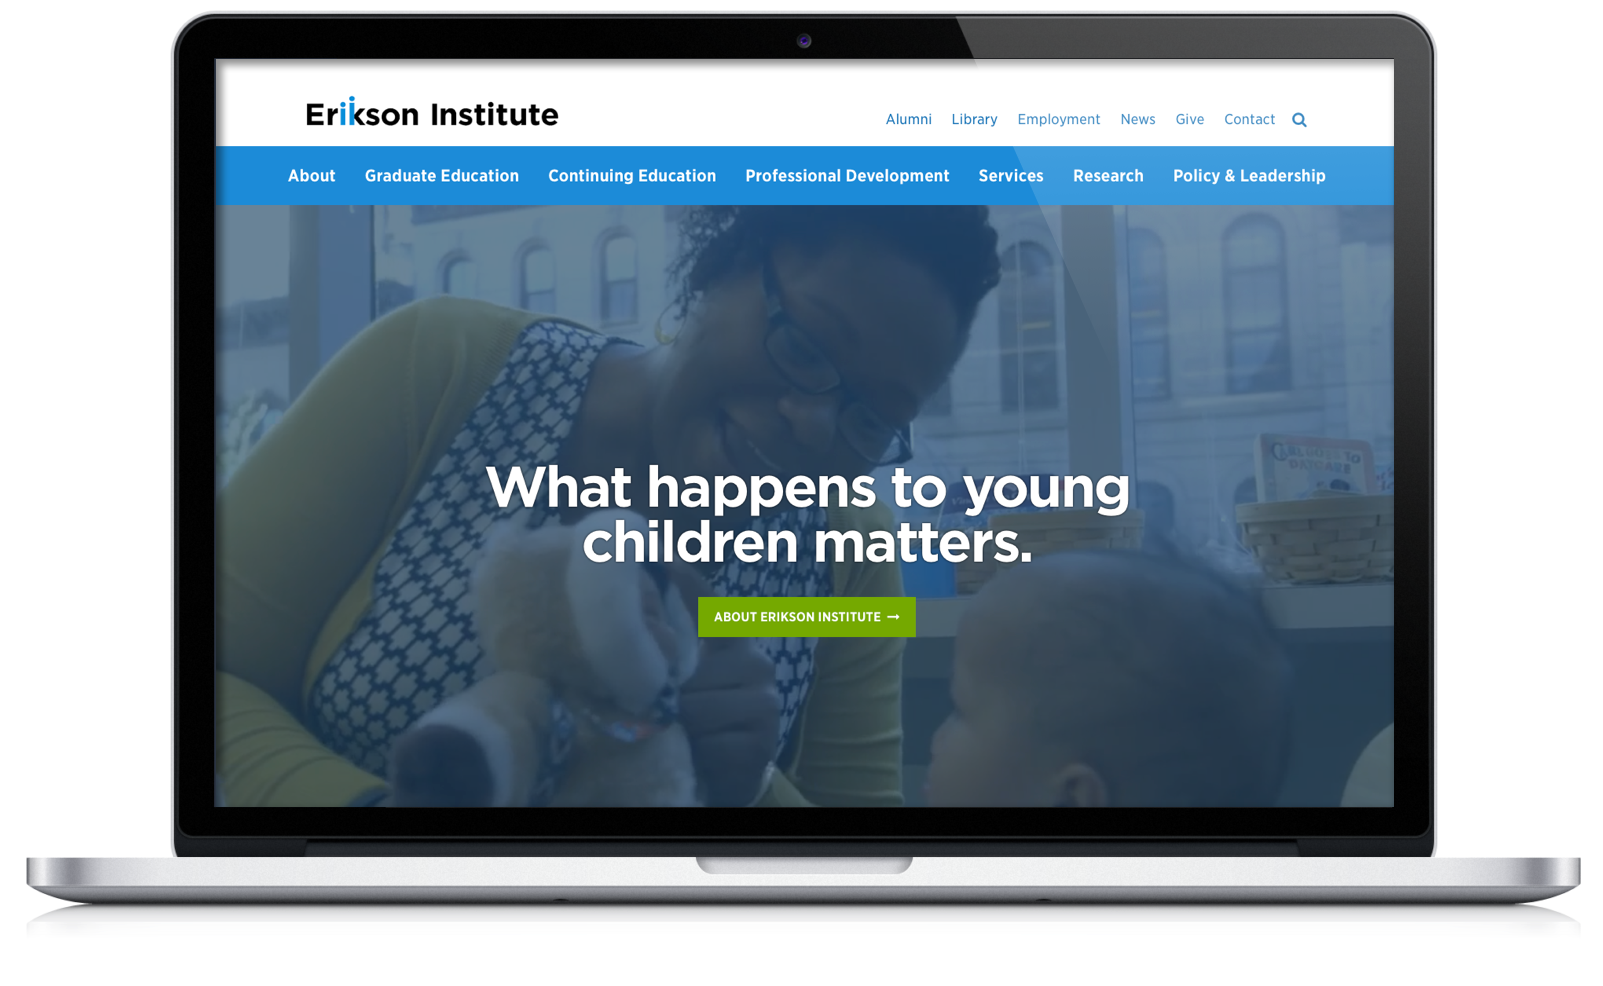 Erikson Institute
Alumni Library Employment News Give Contact
About Graduate Education Continuing Education Professional Development Services Research Policy & Leadership
What happens to young
children matters.
ABOUT ERIKSON INSTITUTE →